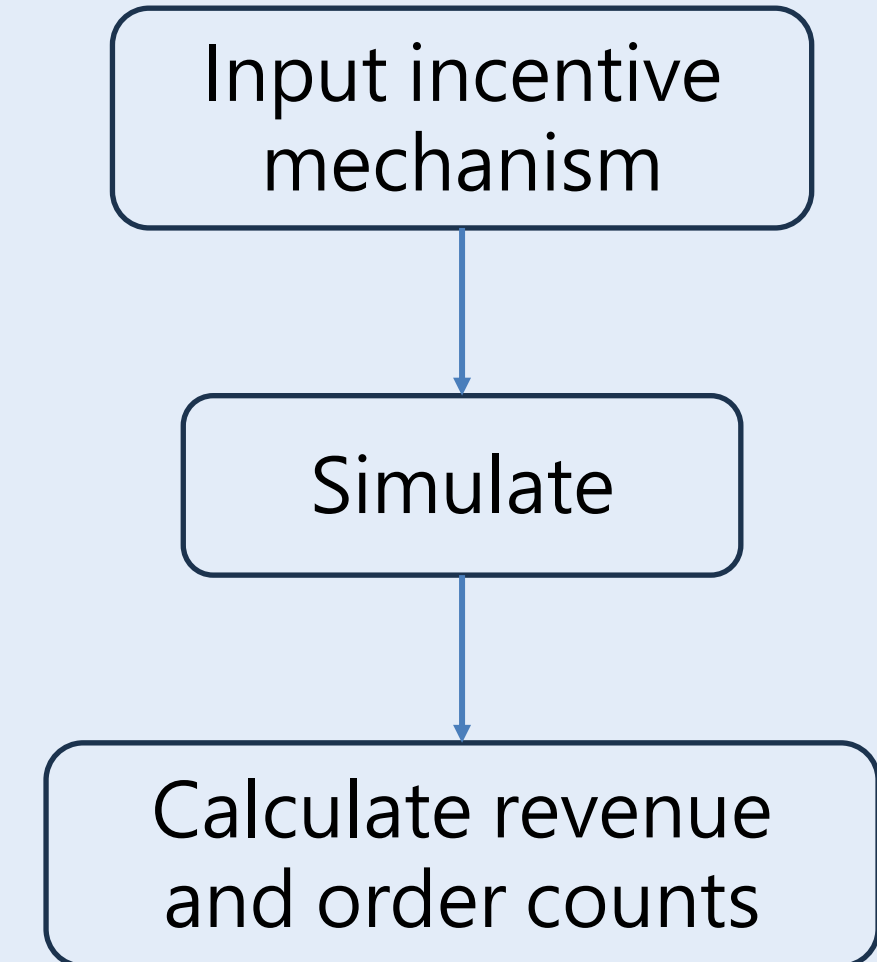 Input incentive
mechanism
Simulate
Calculate revenue
and order counts